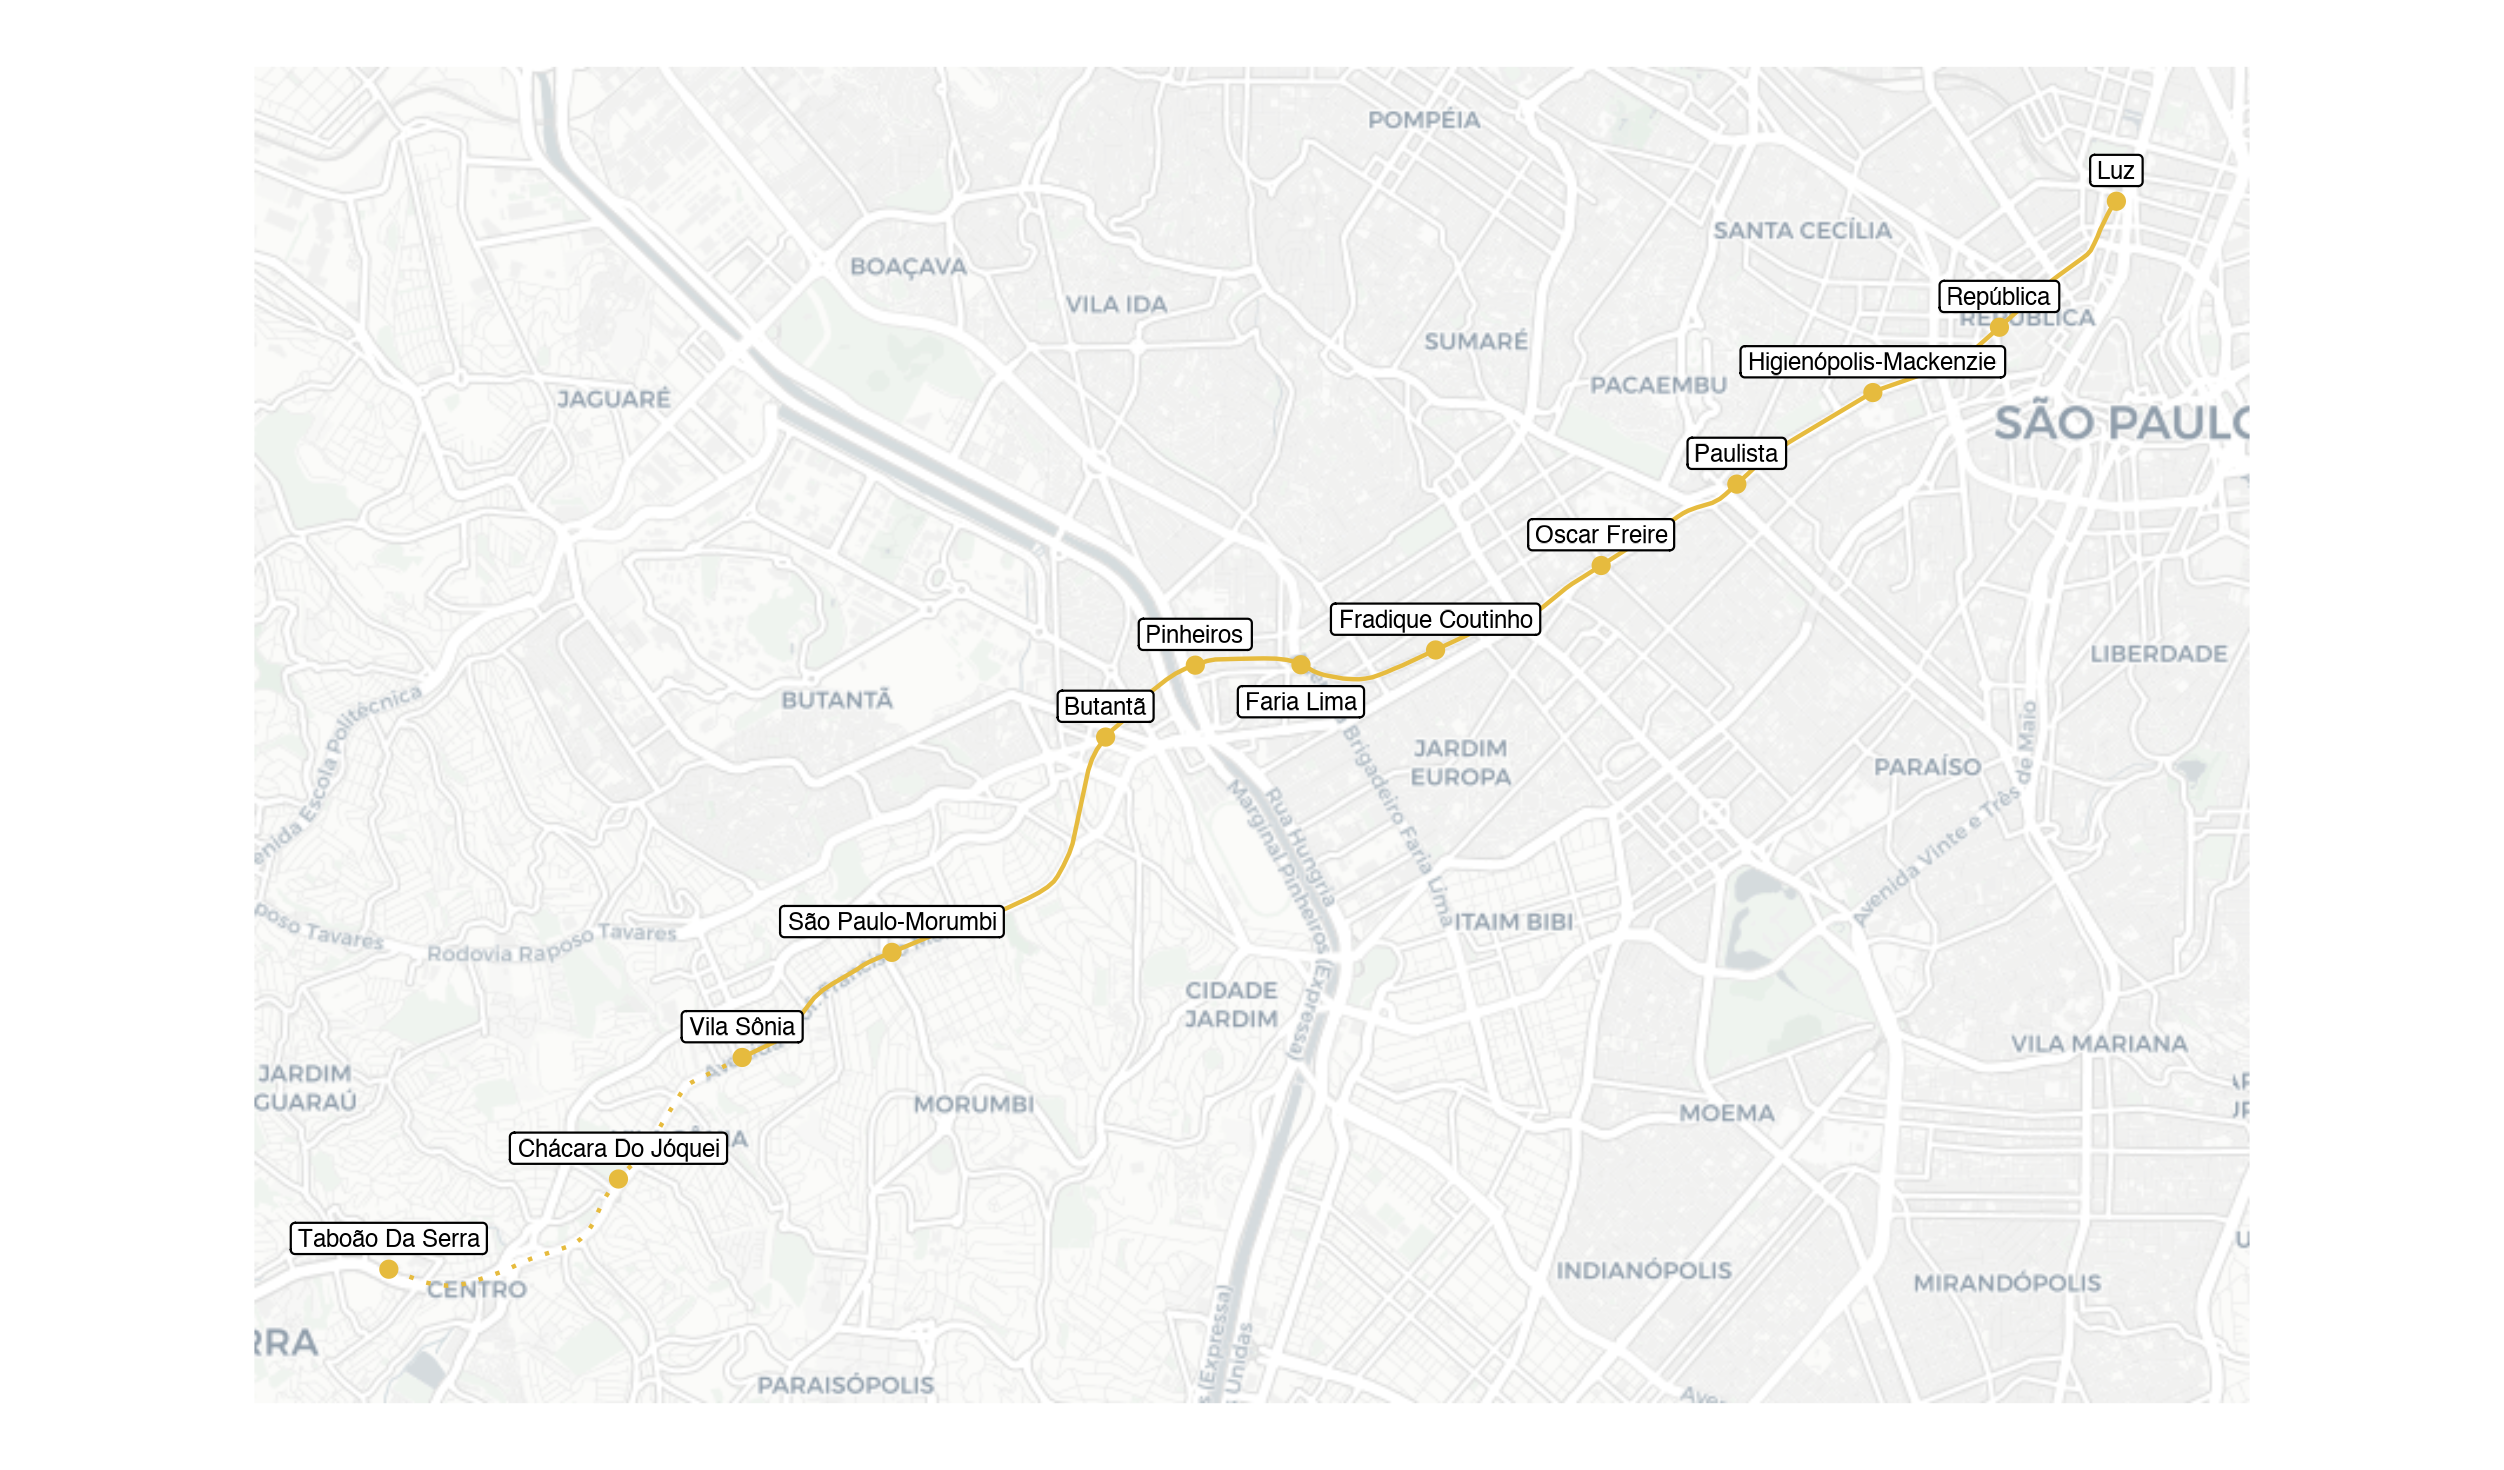 POMPÉIA
Luz
SANTA CECÍLIA
BOAÇAVA
VILA IDA
República
SUMARÉ
Higienópolis-Mackenzie
PACAEMBU
JAGUARÉ
SÃO PAULO
Paulista
Oscar Freire
Fradique Coutinho
Pinheiros
LIBERDADE
BUTANTÃ
Butantã
Faria Lima
Avenida Escola Politécnica
JARDIM
EUROPA
Brigadeiro Faria Lima
PARAÍSO
Avenida Vinte e Três de Maio
Rua Hungria
Marginal Pinheiros (Expressa)
São Paulo-Morumbi
ITAIM BIBI
Raposo Tavares
Rodovia Raposo Tavares
CIDADE
JARDIM
Vila Sônia
VILA MARIANA
JARDIM
GUARAÚ
MORUMBI
MOEMA
Chácara Do Jóquei
Taboão Da Serra
CENTRO
INDIANÓPOLIS
MIRANDÓPOLIS
RRA
(Expressa)
Unidas
PARAISÓPOLIS